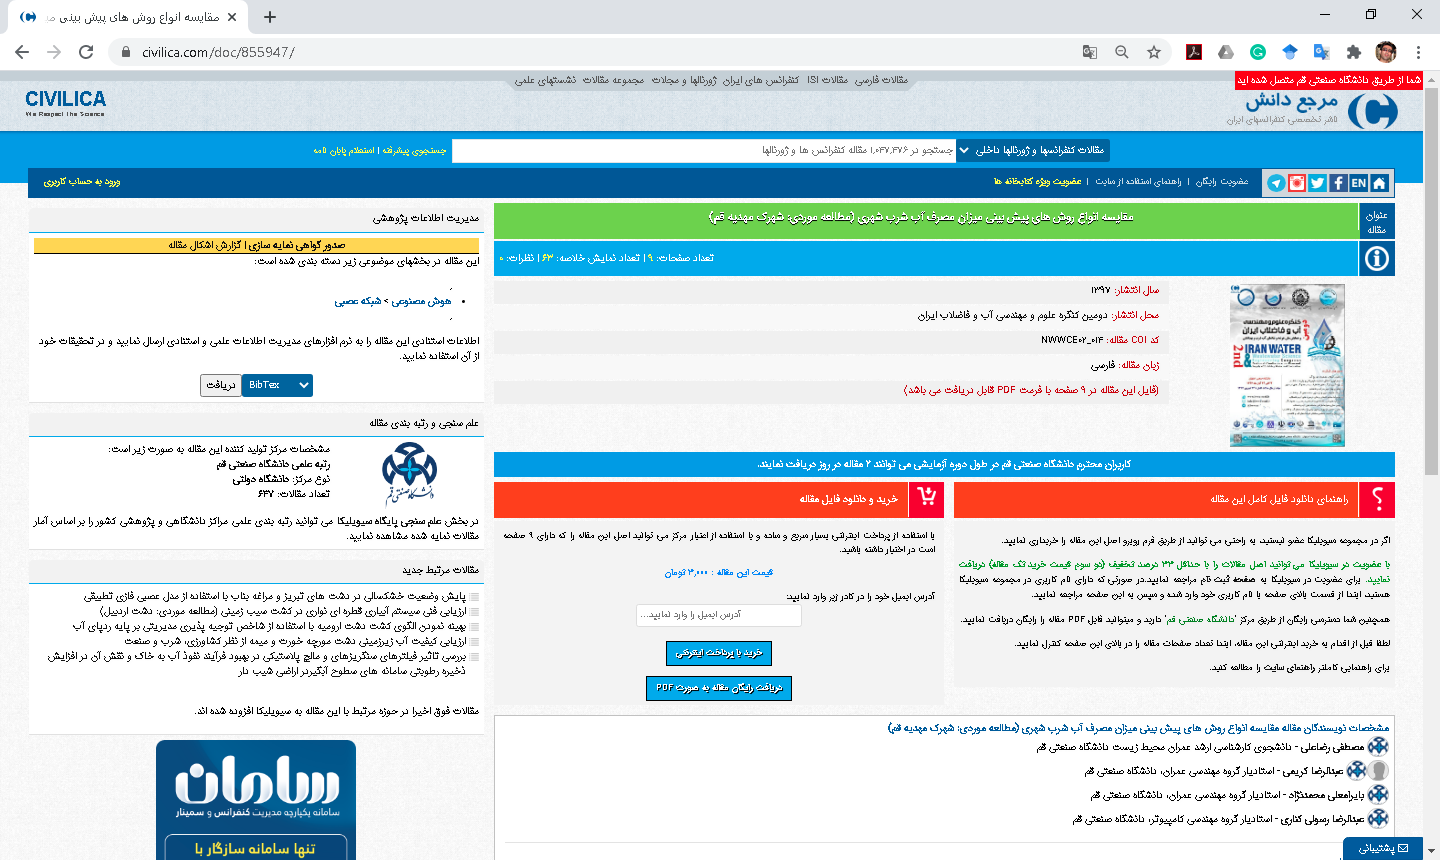 مقایسه انواع روش های پیش بینی
civilica.com/doc/855947/
شما از طریق دانشگاه صنعتی قم متصل شده اید
مقالات فارسی مقالات ISI کنفرانس های ایران ژورنالها و مجلات مجموعه مقالات نشستهای علمی
CIVILICA
We Respect the Science
مرجع دانش
ناشر تخصصی کنفرانسهای ایران
مقالات کنفرانسها و ژورنالها داخلی
جستجو در ۱,۰۴۷,۴۷۶ مقاله کنفرانس ها و ژورنالها
جستجوی پیشرفته | استعلام پایان نامه
EN
عضویت رایگان | راهنمای استفاده از سایت | عضویت ویژه کتابخانه ها
ورود به حساب کاربری
عنوان مقاله
مقایسه انواع روش های پیش بینی میزان مصرف آب شرب شهری (مطالعه موردی: شهرک مهدیه قم)
تعداد صفحات: ۹ | تعداد نمایش خلاصه: ۶۳ | نظرات: ۰
سال انتشار: ۱۳۹۷
محل انتشار: دومین کنگره علوم و مهندسی آب و فاضلاب ایران
کد COI مقاله: NWWCE02_014
زبان مقاله: فارسی
(فایل این مقاله در ۹ صفحه با فرمت PDF قابل دریافت می باشد)
کنگره علوم و مهندسی
آب و فاضلاب ایران
2nd
IRAN WATER
کاربران محترم دانشگاه صنعتی قم در طول دوره آزمایشی می توانند ۲ مقاله در روز دریافت نمایند.
راهنمای دانلود فایل کامل این مقاله
اگر در مجموعه سیویلیکا عضو نیستید، به راحتی می توانید از طریق فرم روبرو اصل این مقاله را خریداری نمایید.
با عضویت در سیویلیکا می توانید اصل مقالات را با حداقل ۳۳ درصد تخفیف (دو سوم قیمت خرید تک مقاله) دریافت
نمایید. برای عضویت در سیویلیکا به صفحه ثبت نام مراجعه نمایید.در صورتی که دارای نام کاربری در مجموعه سیویلیکا
هستید، ابتدا از قسمت بالای صفحه با نام کاربری خود وارد شده و سپس به این صفحه مراجعه نمایید.
همچنین شما دسترسی رایگان از طریق مرکز "دانشگاه صنعتی قم" دارید و میتوانید فایل PDF مقاله را رایگان دریافت نمایید.
لطفا قبل از اقدام به خرید اینترنتی این مقاله، ابتدا تعداد صفحات مقاله را در بالای این صفحه کنترل نمایید.
برای راهنمایی کاملتر راهنمای سایت را مطالعه کنید.
خرید و دانلود فایل مقاله
با استفاده از پرداخت اینترنتی بسیار سریع و ساده و با استفاده از اعتبار مرکز می توانید اصل این مقاله را که دارای ۹ صفحه
است در اختیار داشته باشید.
قیمت این مقاله : ۳,۰۰۰ تومان
آدرس ایمیل خود را در کادر زیر وارد نمایید:
آدرس ایمیل را وارد نمایید...
خرید با پرداخت اینترنتی
دریافت رایگان مقاله به صورت PDF
مشخصات نویسندگان مقاله مقایسه انواع روش های پیش بینی میزان مصرف آب شرب شهری (مطالعه موردی: شهرک مهدیه قم)
مصطفی رضاعلی - دانشجوی کارشناسی ارشد عمران محیط زیست دانشگاه صنعتی قم
عبدالرضا کریمی - استادیار گروه مهندسی عمران، دانشگاه صنعتی قم
بایرامعلی محمدنژاد - استادیار گروه مهندسی عمران، دانشگاه صنعتی قم
عبدالرضا رسولی کناری - استادیار گروه مهندسی کامپیوتر، دانشگاه صنعتی قم
پشتیبانی
مدیریت اطلاعات پژوهشی
صدور گواهی نمایه سازی | گزارش اشکال مقاله
این مقاله در بخشهای موضوعی زیر دسته بندی شده است:
هوش مصنوعی > شبکه عصبی
اطلاعات استنادی این مقاله را به نرم افزارهای مدیریت اطلاعات علمی و استنادی ارسال نمایید و در تحقیقات خود
از آن استفاده نمایید.
BibTex دریافت
علم سنجی و رتبه بندی مقاله
مشخصات مرکز تولید کننده این مقاله به صورت زیر است:
رتبه علمی دانشگاه صنعتی قم
نوع مرکز: دانشگاه دولتی
تعداد مقالات: ۶۳۷
دانشگاه صنعتی قم
در بخش علم سنجی پایگاه سیویلیکا می توانید رتبه بندی علمی مراکز دانشگاهی و پژوهشی کشور را بر اساس آمار
مقالات نمایه شده مشاهده نمایید.
مقالات مرتبط جدید
پایش وضعیت خشکسالی در دشت های تبریز و مراغه بناب با استفاده از مدل عصبی فازی تطبیقی
ارزیابی فنی سیستم آبیاری قطره ای نواری در کشت سیب زمینی (مطالعه موردی: دشت اردبیل)
بهینه نمودن الگوی کشت دشت ارومیه با استفاده از شاخص توجیه پذیری مدیریتی بر پایه ردپای آب
ارزیابی کیفیت آب زیرزمینی دشت مورچه خورت و میمه از نظر کشاورزی، شرب و صنعت
بررسی تاثیر فیلترهای سنگریزهای و مالچ پلاستیکی در بهبود فرآیند نفوذ آب به خاک و نقش آن در افزایش
ذخیره رطوبتی سامانه های سطوح آبگیردر اراضی شیب دار
مقالات فوق اخیرا در حوزه مرتبط با این مقاله به سیویلیکا افزوده شده اند.
سامان
سامانه یکپارچه مدیریت کنفرانس و سمینار
تنها سامانه سازگار با